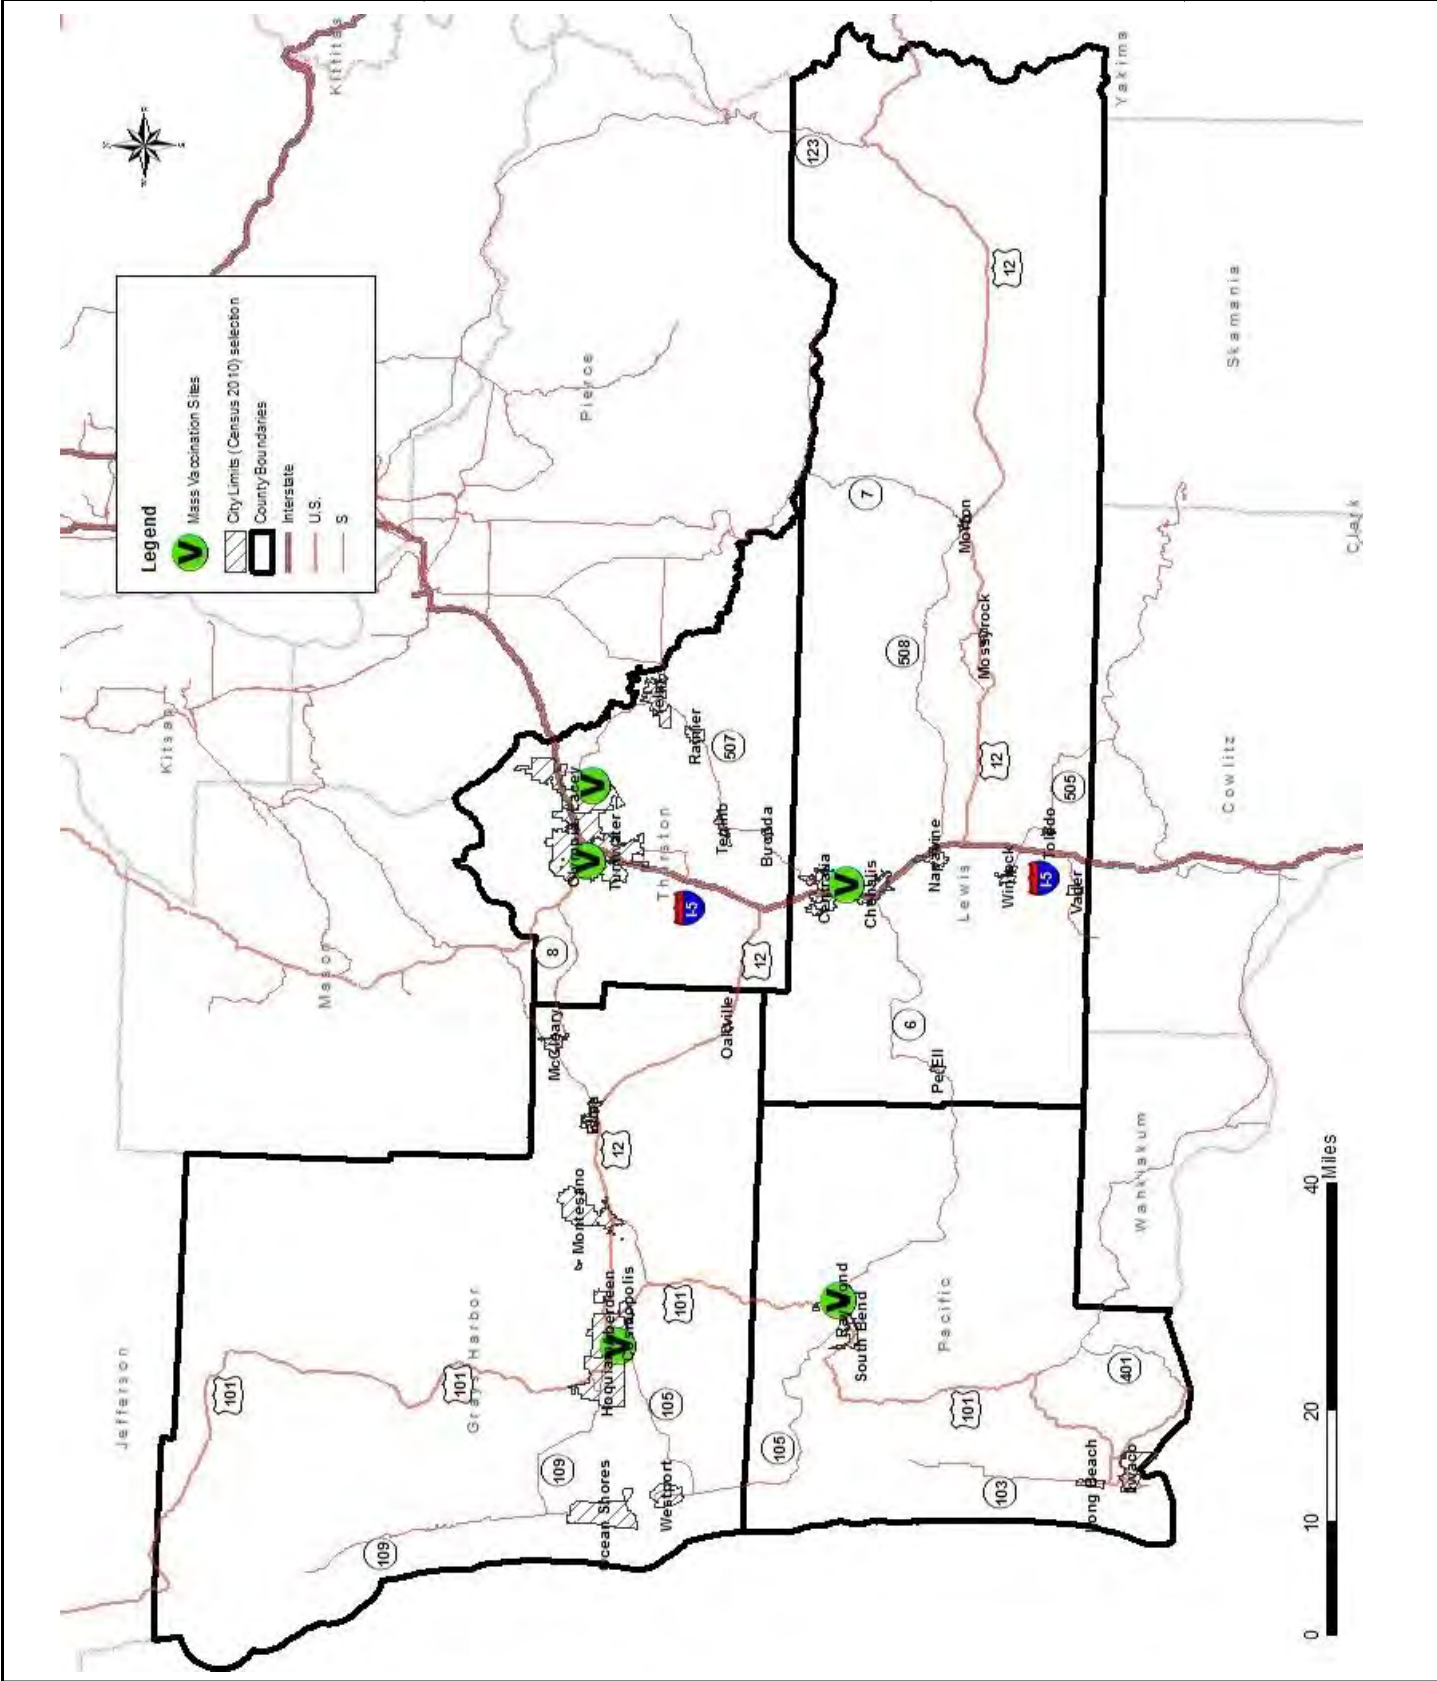 Legend
V
Mass Vaccination Sites
City Limits (Census 2010) selection
County Boundaries
Interstate
U.S.
S
Jefferson
Mason
Kitsap
Kittitas
Pierce
Grays Harbor
Thurston
Lewis
Pacific
Wahkiakum
Cowlitz
Clark
Skamania
Yakima
101
101
109
109
Ocean Shores
Westport
105
Hoquiam
Aberdeen
Cosmopolis
V
101
Montesano
12
Elma
McCleary
8
Oakville
12
Olympia
V
Lacey
V
Tumwater
I-5
Yelm
Rainier
507
Tenino
Bucoda
Centralia
V
Chehalis
Napavine
Winlock
I-5
Toledo
Vader
505
12
Mossyrock
508
Morton
7
12
123
6
Pe Ell
105
Raymond
V
South Bend
101
103
Long Beach
Ilwaco
401
0
10
20
40
Miles